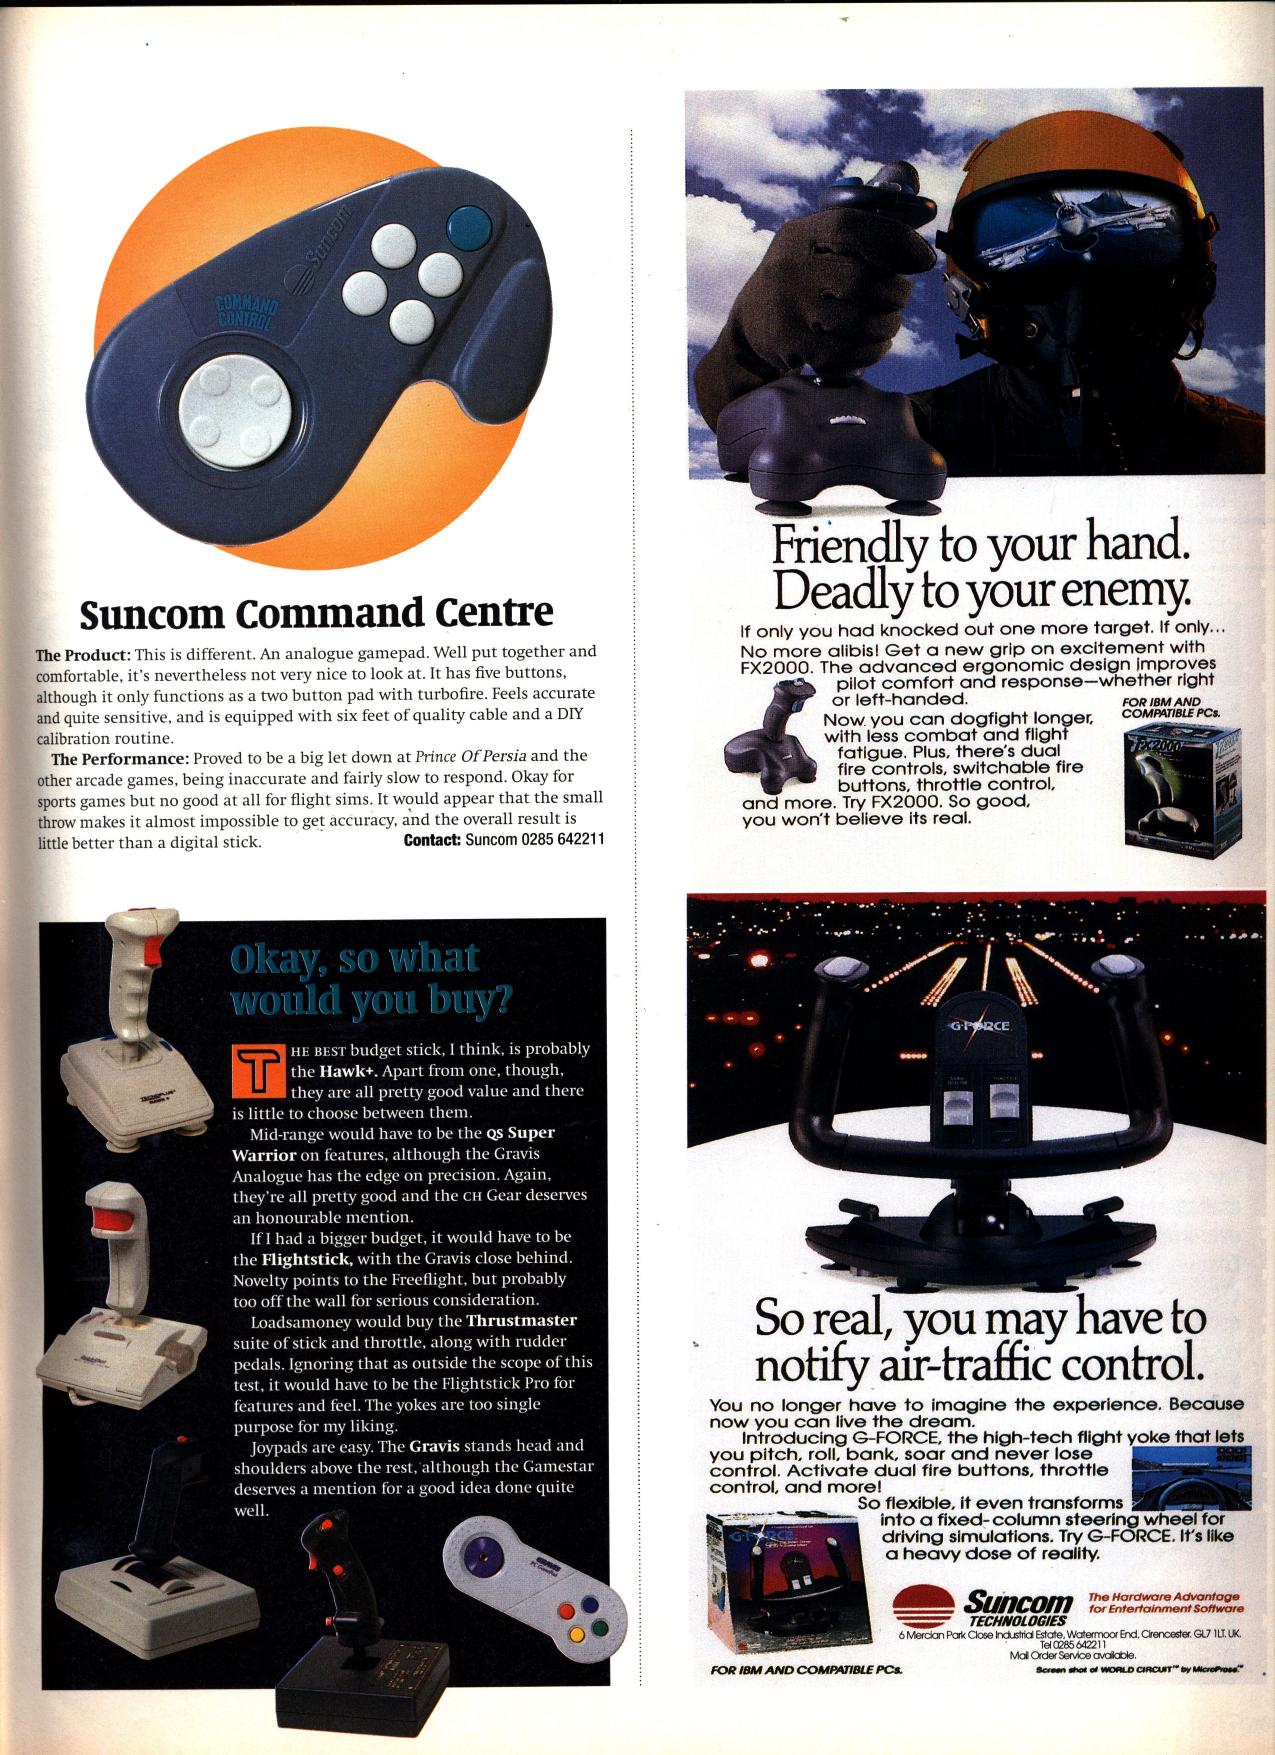 Suncom
COMMAND
CONTROL
Suncom Command Centre
The Product: This is different. An analogue gamepad. Well put together and
comfortable, it's nevertheless not very nice to look at. It has five buttons,
although it only functions as a two button pad with turbofire. Feels accurate
and quite sensitive, and is equipped with six feet of quality cable and a DIY
calibration routine.
The Performance: Proved to be a big let down at Prince Of Persia and the
other arcade games, being inaccurate and fairly slow to respond. Okay for
sports games but no good at all for flight sims. It would appear that the small
throw makes it almost impossible to get accuracy, and the overall result is
little better than a digital stick.
Contact: Suncom 0285 642211
Okay, so what
would you buy?
THE BEST budget stick, I think, is probably
the Hawk+. Apart from one, though,
they are all pretty good value and there
is little to choose between them.
Mid-range would have to be the QS Super
Warrior on features, although the Gravis
Analogue has the edge on precision. Again,
they're all pretty good and the CH Gear deserves
an honourable mention.
If I had a bigger budget, it would have to be
the Flightstick, with the Gravis close behind.
Novelty points to the Freeflight, but probably
too off the wall for serious consideration.
Loadsamoney would buy the Thrustmaster
suite of stick and throttle, along with rudder
pedals. Ignoring that as outside the scope of this
test, it would have to be the Flightstick Pro for
features and feel. The yokes are too single
purpose for my liking.
Joypads are easy. The Gravis stands head and
shoulders above the rest, although the Gamestar
deserves a mention for a good idea done quite
well.
Friendly to your hand.
Deadly to your enemy.
If only you had knocked out one more target. If only...
No more alibis! Get a new grip on excitement with
FX2000. The advanced ergonomic design improves
pilot comfort and response—whether right
or left-handed.
Now you can dogfight longer,
with less combat and flight
fatigue. Plus, there's dual
fire controls, switchable fire
buttons, throttle control,
and more. Try FX2000. So good,
you won't believe its real.
FOR IBM AND
COMPATIBLE PCs.
FX2000
G-FORCE
So real, you may have to
notify air-traffic control.
You no longer have to imagine the experience. Because
now you can live the dream.
Introducing G-FORCE, the high-tech flight yoke that lets
you pitch, roll, bank, soar and never lose
control. Activate dual fire buttons, throttle
control, and more!
So flexible, it even transforms
into a fixed-column steering wheel for
driving simulations. Try G-FORCE. It's like
a heavy dose of reality.
G-FORCE
Suncom
TECHNOLOGIES
The Hardware Advantage
for Entertainment Software
6 Mercian Park Close Industrial Estate, Watermoor End, Cirencester. GL7 1LT. UK.
Tel 0285 642211
Mail Order Service available.
FOR IBM AND COMPATIBLE PCs.
Screen shot of WORLD CIRCUIT™ by MicroProse.™